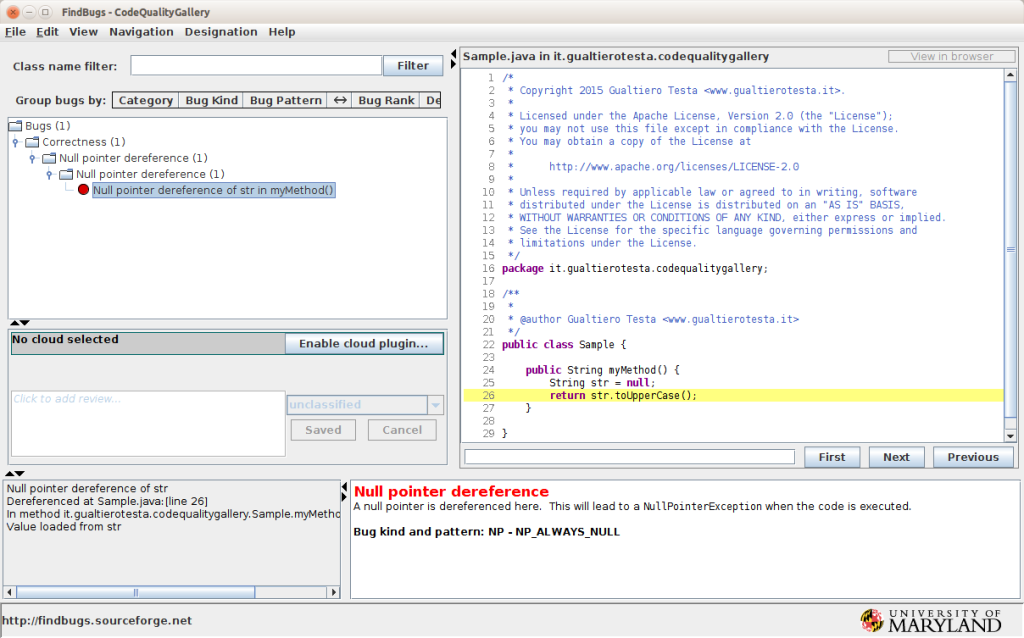 FindBugs - CodeQualityGallery
File Edit View Navigation Designation Help
Class name filter:
Filter
Group bugs by: Category Bug Kind Bug Pattern ↔ Bug Rank De
Bugs (1)
Correctness (1)
Null pointer dereference (1)
Null pointer dereference (1)
Null pointer dereference of str in myMethod()
No cloud selected
Enable cloud plugin...
Click to add review...
unclassified
Saved
Cancel
Sample.java in it.gualtierotesta.codequalitygallery
View in browser
1 /*
2 * Copyright 2015 Gualtiero Testa <www.gualtierotesta.it>.
3 *
4 * Licensed under the Apache License, Version 2.0 (the "License");
5 * you may not use this file except in compliance with the License.
6 * You may obtain a copy of the License at
7 *
8 * http://www.apache.org/licenses/LICENSE-2.0
9 *
10 * Unless required by applicable law or agreed to in writing, software
11 * distributed under the License is distributed on an "AS IS" BASIS,
12 * WITHOUT WARRANTIES OR CONDITIONS OF ANY KIND, either express or implied.
13 * See the License for the specific language governing permissions and
14 * limitations under the License.
15 */
16 package it.gualtierotesta.codequalitygallery;
17
18 /**
19 *
20 * @author Gualtiero Testa <www.gualtierotesta.it>
21 */
22 public class Sample {
23
24 public String myMethod() {
25 String str = null;
26 return str.toUpperCase();
27 }
28
29 }
First Next Previous
Null pointer dereference of str
Dereferenced at Sample.java:[line 26]
In method it.gualtierotesta.codequalitygallery.Sample.myMetho
Value loaded from str
Null pointer dereference
A null pointer is dereferenced here. This will lead to a NullPointerException when the code is executed.
Bug kind and pattern: NP - NP_ALWAYS_NULL
http://findbugs.sourceforge.net
UNIVERSITY OF
MARYLAND